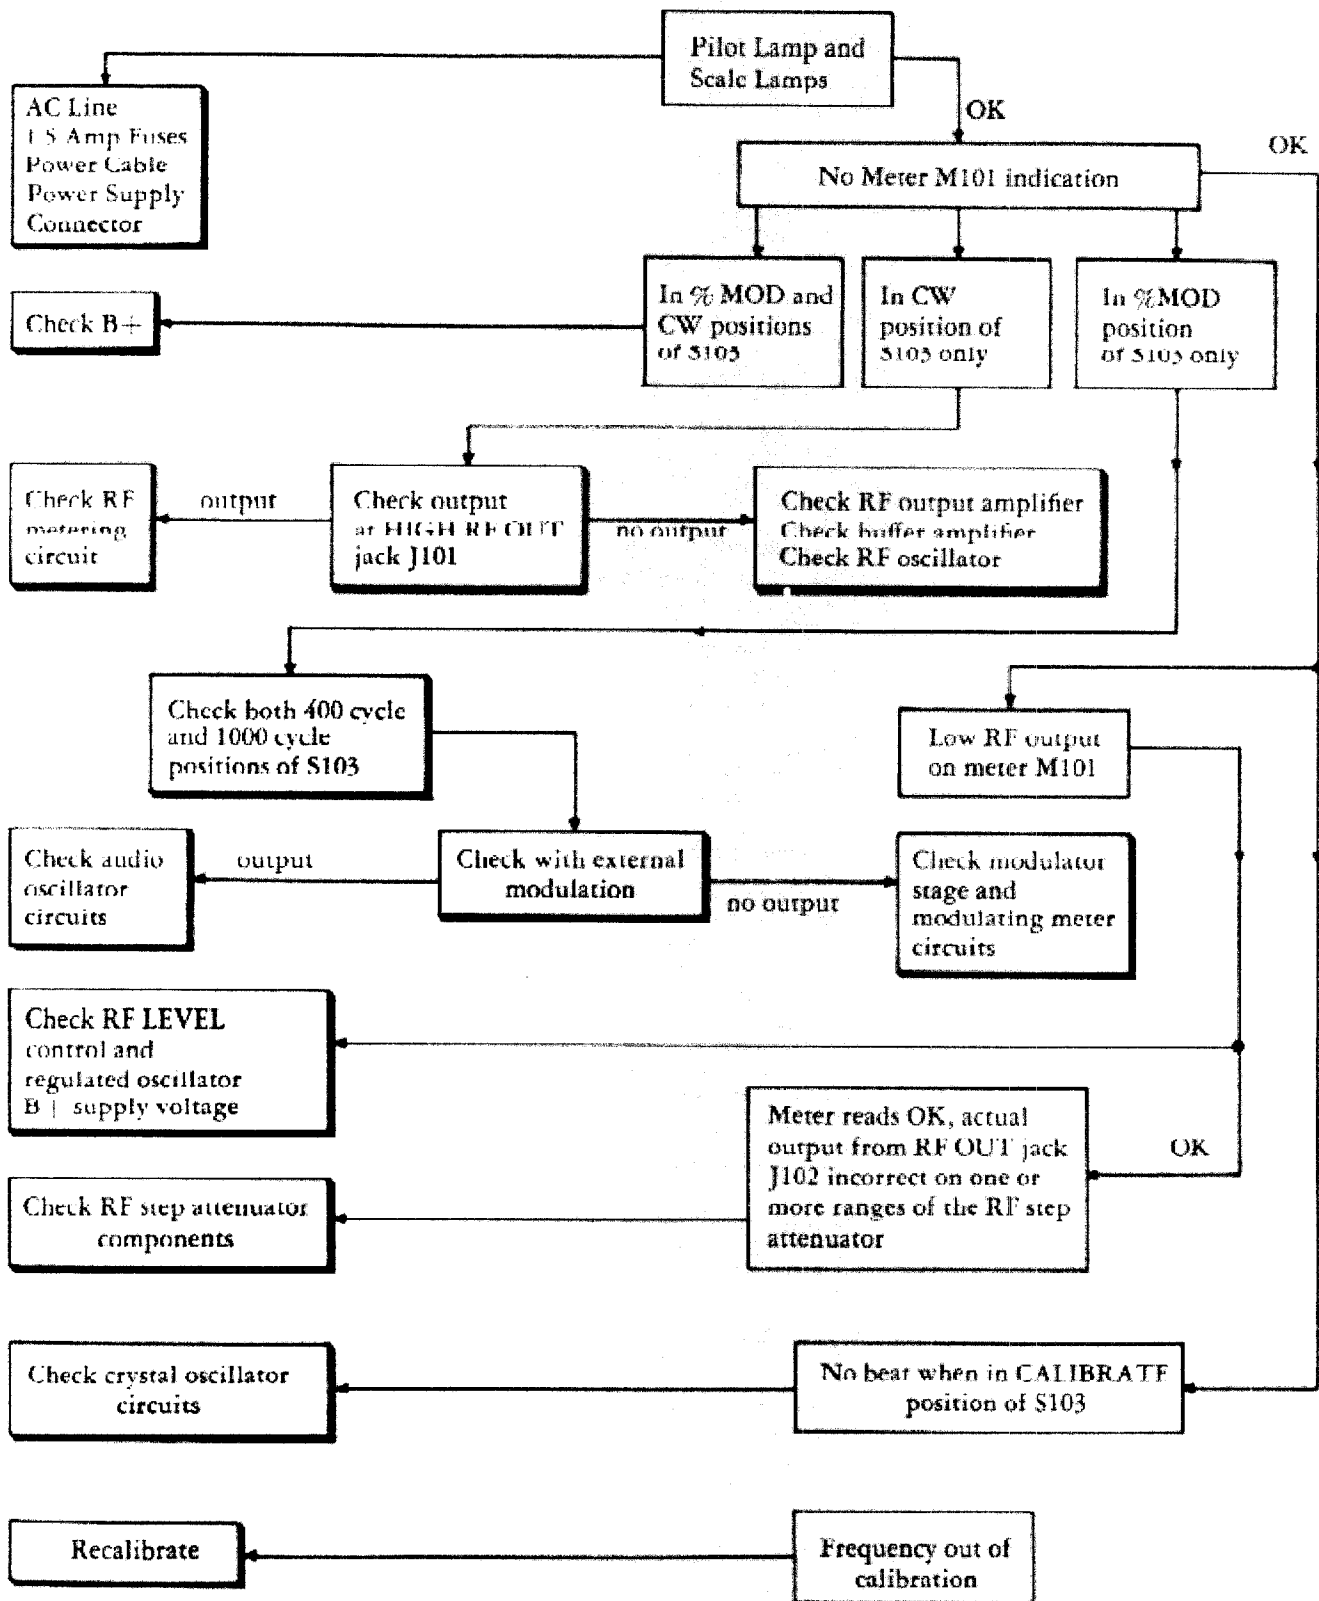 Pilot Lamp and
Scale Lamps
AC Line
1.5 Amp Fuses
Power Cable
Power Supply
Connector
OK
OK
No Meter M101 indication
In % MOD and
CW positions
of S103
In CW
position of
S103 only
In %MOD
position
of S103 only
Check B+
Check RF
metering
circuit
output
Check output
at HIGH RF OUT
jack J101
no output
Check RF output amplifier
Check buffer amplifier
Check RF oscillator
Check both 400 cycle
and 1000 cycle
positions of S103
Low RF output
on meter M101
Check audio
oscillator
circuits
output
Check with external
modulation
no output
Check modulator
stage and
modulating meter
circuits
Check RF LEVEL
control and
regulated oscillator
B+ supply voltage
Meter reads OK, actual
output from RF OUT jack
J102 incorrect on one or
more ranges of the RF step
attenuator
OK
Check RF step attenuator
components
Check crystal oscillator
circuits
No beat when in CALIBRATE
position of S103
Recalibrate
Frequency out of
calibration